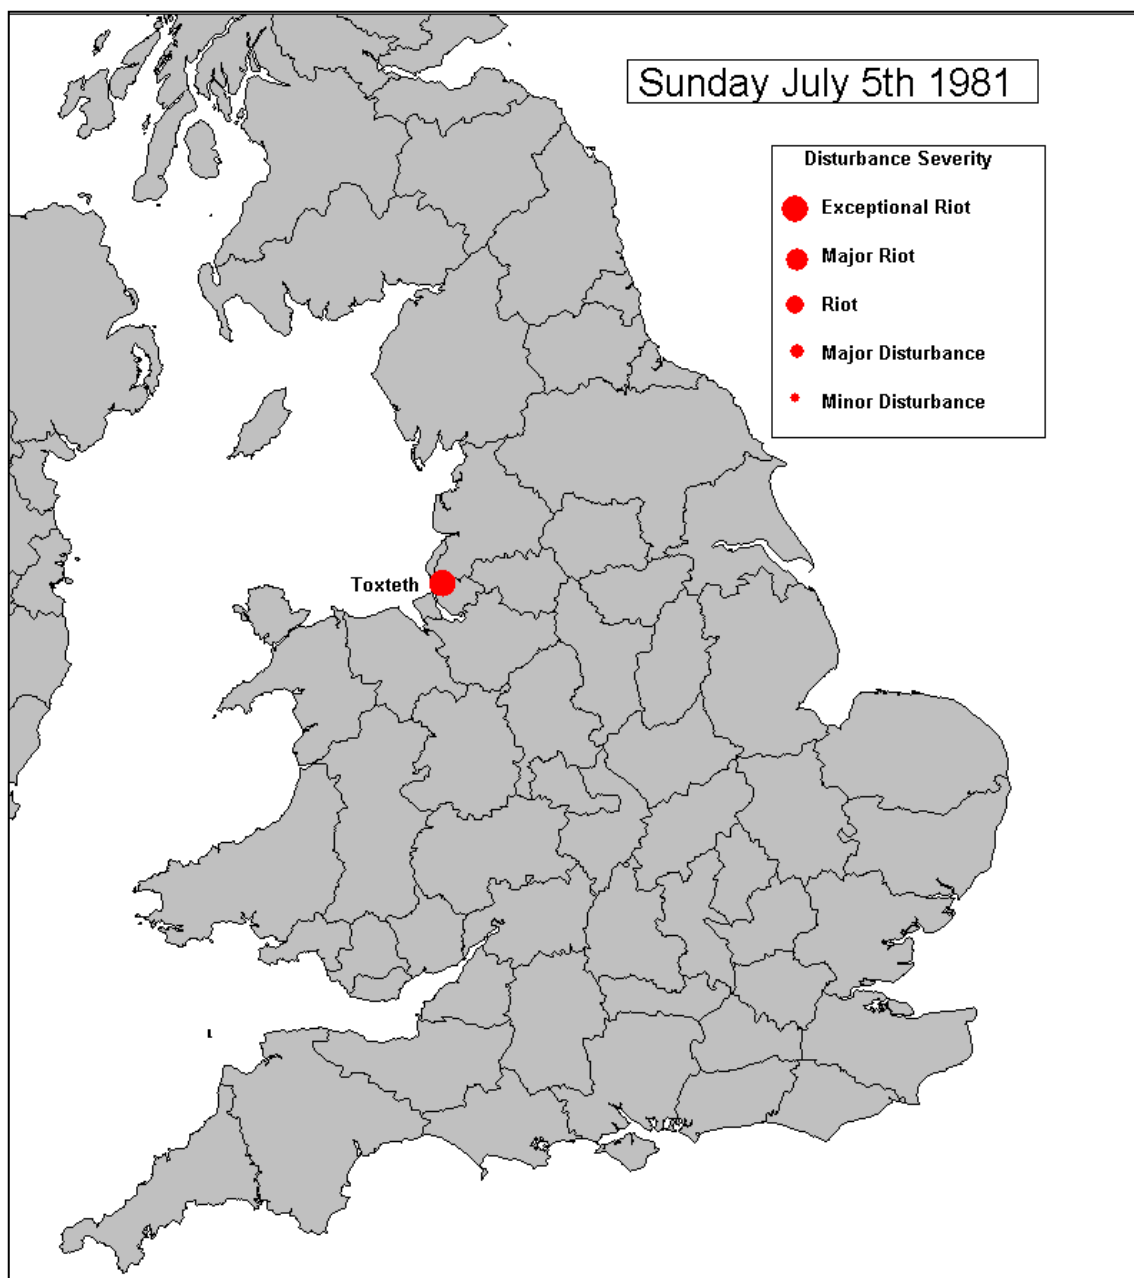 Sunday July 5th 1981
Disturbance Severity
Exceptional Riot
Major Riot
Riot
Major Disturbance
Minor Disturbance
Toxteth